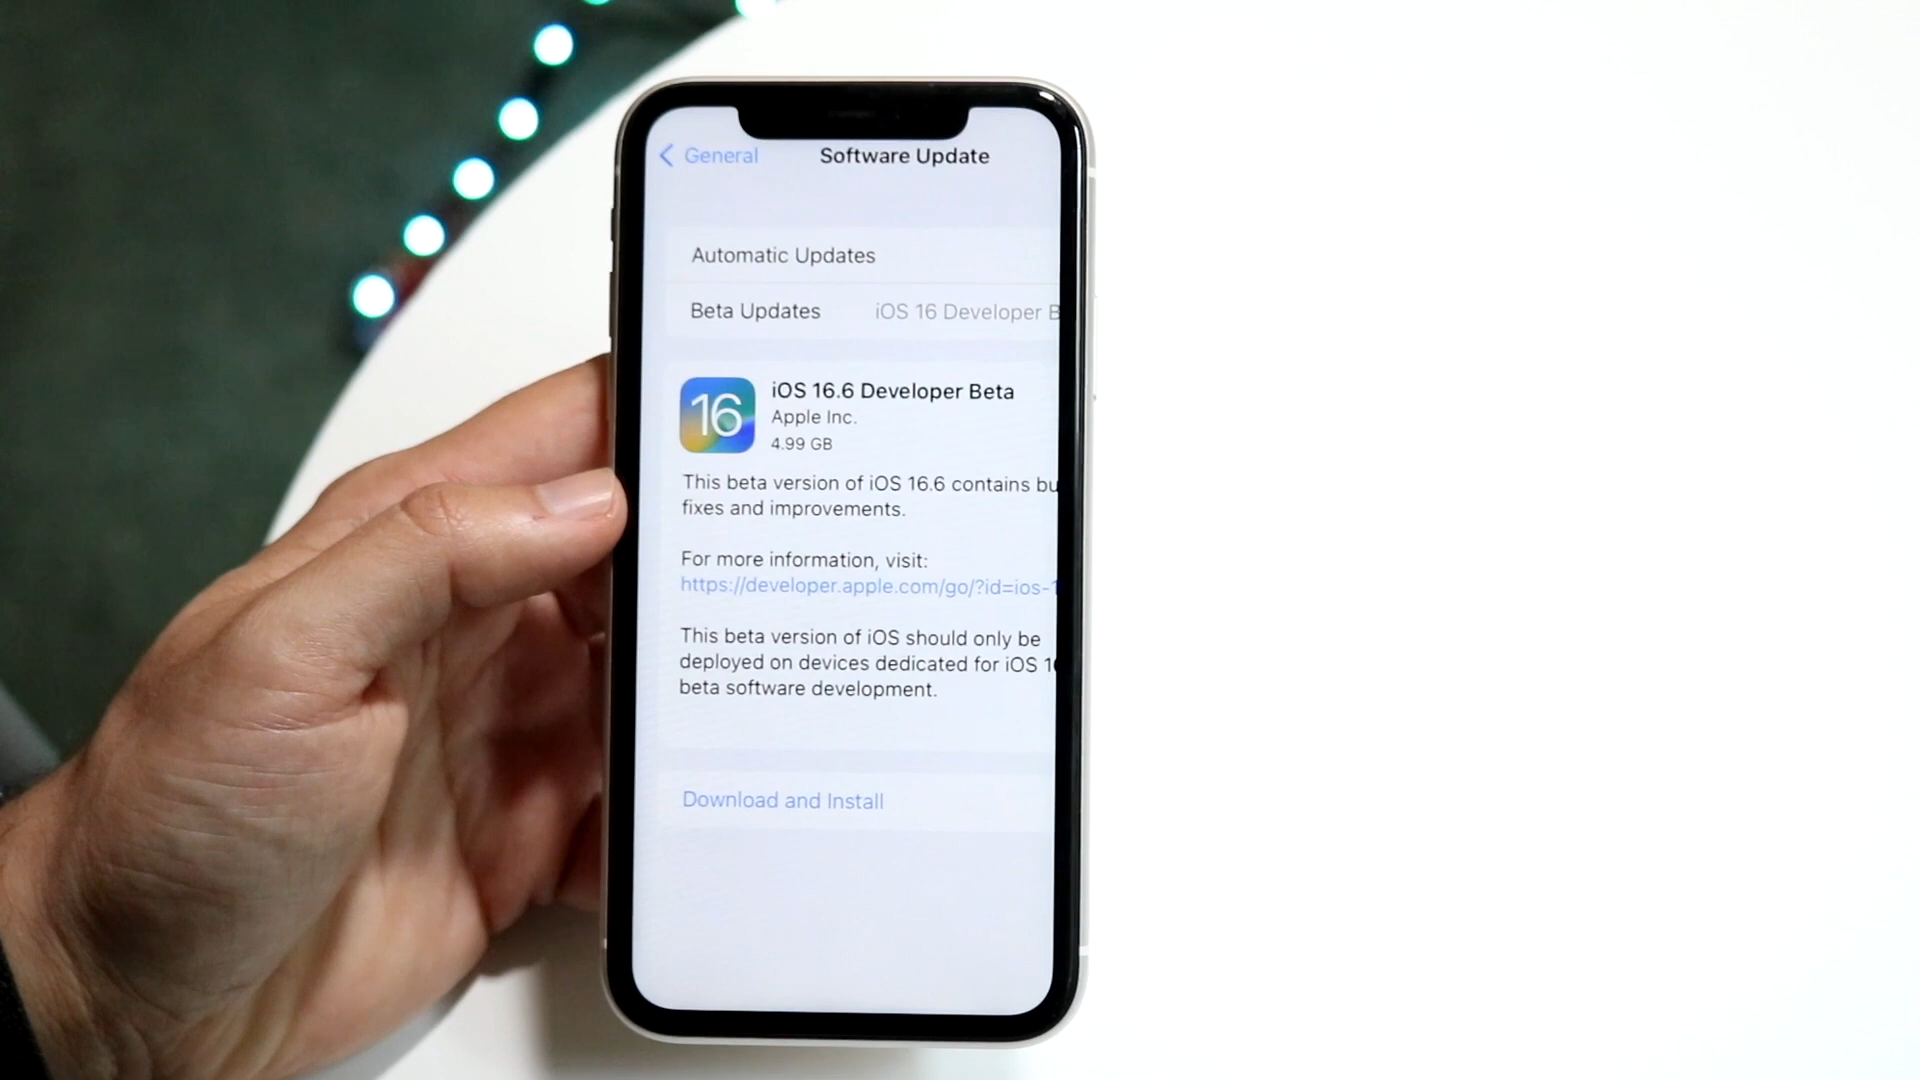 General Software Update
Automatic Updates
Beta Updates iOS 16 Developer B
16
iOS 16.6 Developer Beta
Apple Inc.
4.99 GB
This beta version of iOS 16.6 contains bu
fixes and improvements.
For more information, visit:
https://developer.apple.com/go/?id=ios-1
This beta version of iOS should only be
deployed on devices dedicated for iOS 16
beta software development.
Download and Install